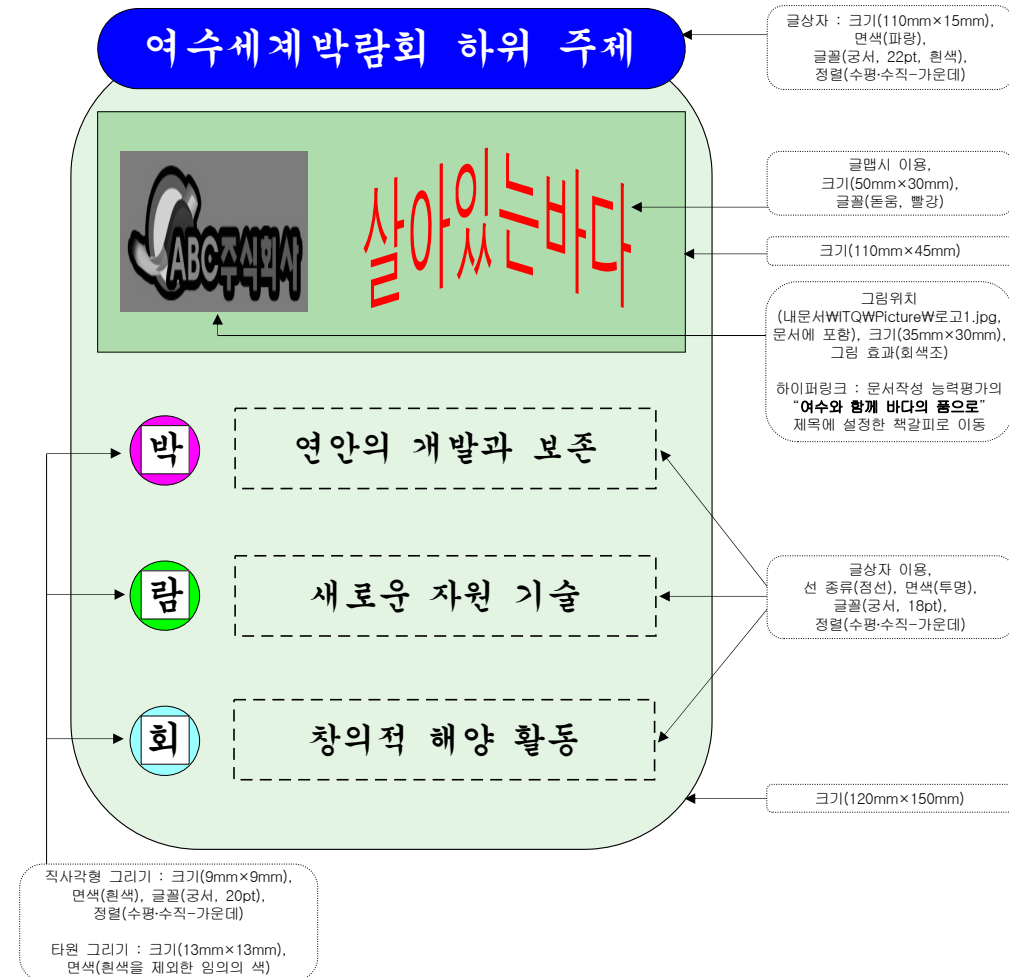 여수세계박람회 하위 주제
글상자 : 크기(110mm×15mm),
면색(파랑),
글꼴(궁서, 22pt, 흰색),
정렬(수평·수직-가운데)
ABC주식회사
살아있는바다
글맵시 이용,
크기(50mm×30mm),
글꼴(돋움, 빨강)
크기(110mm×45mm)
그림위치
(내문서₩ITQ₩Picture₩로고1.jpg,
문서에 포함), 크기(35mm×30mm),
그림 효과(회색조)
하이퍼링크 : 문서작성 능력평가의
“여수와 함께 바다의 품으로”
제목에 설정한 책갈피로 이동
박 연안의 개발과 보존
람 새로운 자원 기술
글상자 이용,
선 종류(점선), 면색(투명),
글꼴(궁서, 18pt),
정렬(수평·수직-가운데)
회 창의적 해양 활동
크기(120mm×150mm)
직사각형 그리기 : 크기(9mm×9mm),
면색(흰색), 글꼴(궁서, 20pt),
정렬(수평·수직-가운데)
타원 그리기 : 크기(13mm×13mm),
면색(흰색을 제외한 임의의 색)